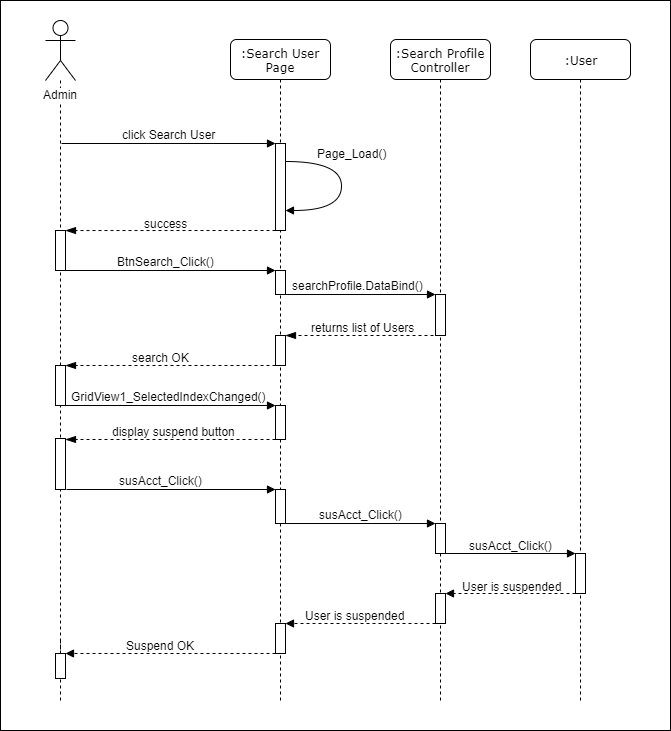 :Search User
Page
:Search Profile
Controller
:User
Admin
click Search User
Page_Load()
success
BtnSearch_Click()
searchProfile.DataBind()
returns list of Users
search OK
GridView1_SelectedIndexChanged()
display suspend button
susAcct_Click()
susAcct_Click()
susAcct_Click()
User is suspended
User is suspended
Suspend OK